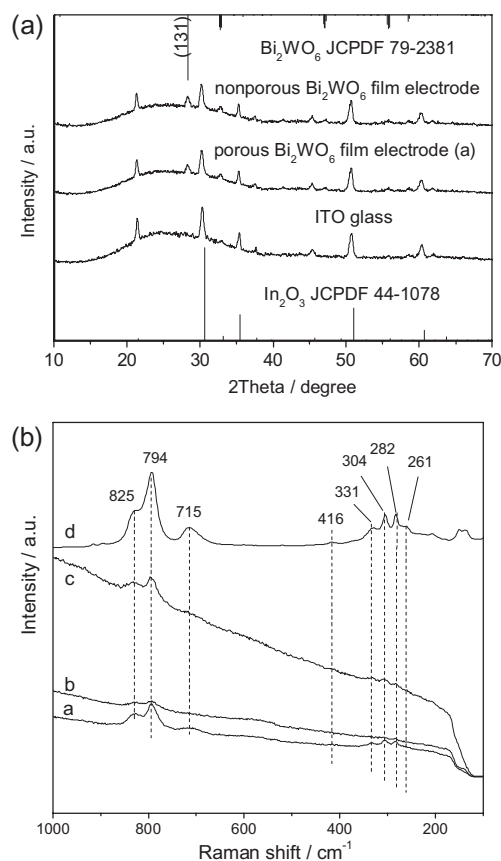 (a)
(131)
Bi₂WO₆ JCPDF 79-2381
nonporous Bi₂WO₆ film electrode
porous Bi₂WO₆ film electrode (a)
ITO glass
In₂O₃ JCPDF 44-1078
Intensity / a.u.
10 20 30 40 50 60 70
2Theta / degree
(b)
794
825
715
416
331
304
282
261
d
c
b
a
Intensity / a.u.
1000 800 600 400 200
Raman shift / cm⁻¹